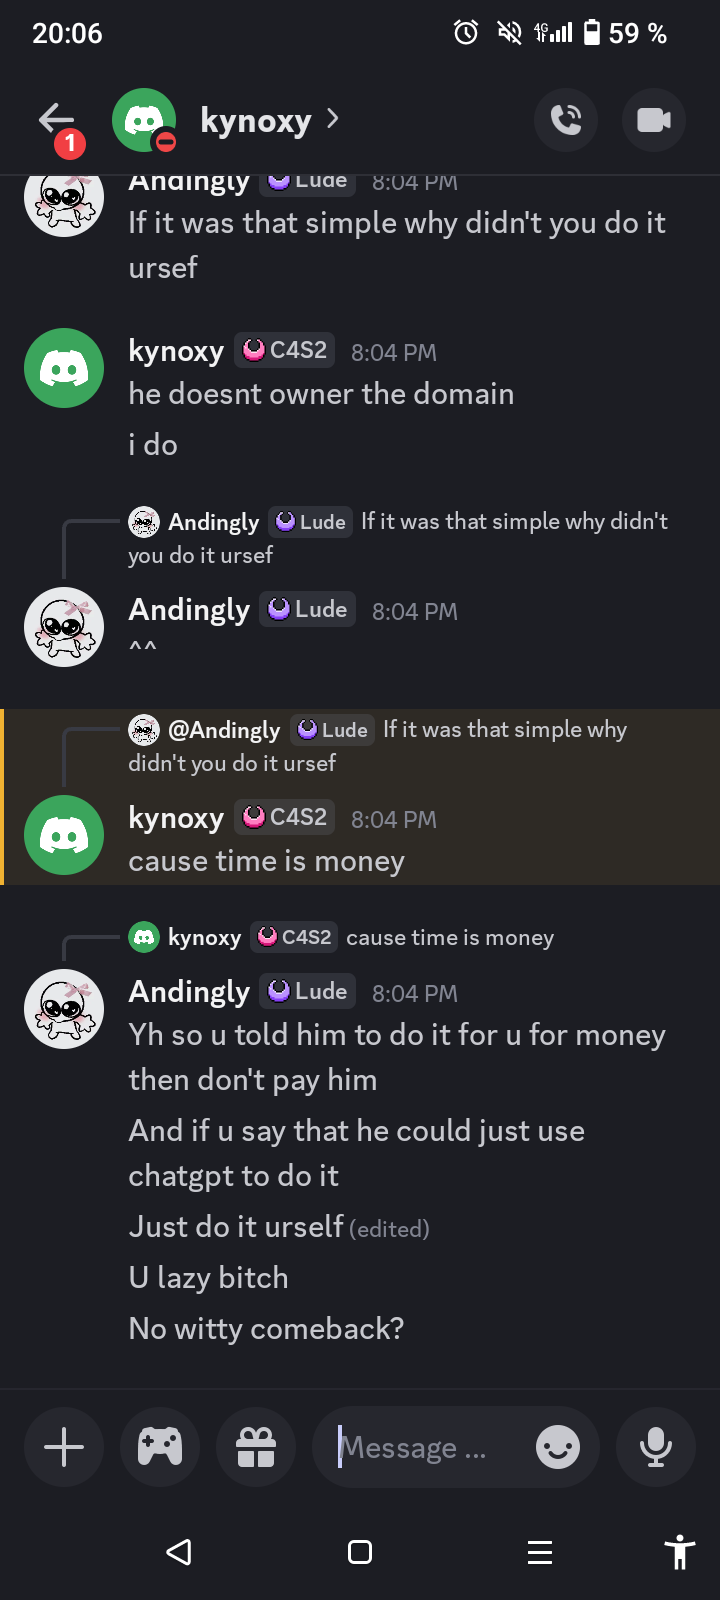 20:06
4G
59 %
1
kynoxy
Andingly Lude 8:04 PM
If it was that simple why didn't you do it
ursef
kynoxy C4S2 8:04 PM
he doesnt owner the domain
i do
Andingly Lude If it was that simple why didn't
you do it ursef
Andingly Lude 8:04 PM
^^
@Andingly Lude If it was that simple why
didn't you do it ursef
kynoxy C4S2 8:04 PM
cause time is money
kynoxy C4S2 cause time is money
Andingly Lude 8:04 PM
Yh so u told him to do it for u for money
then don't pay him
And if u say that he could just use
chatgpt to do it
Just do it urself (edited)
U lazy bitch
No witty comeback?
Message ...